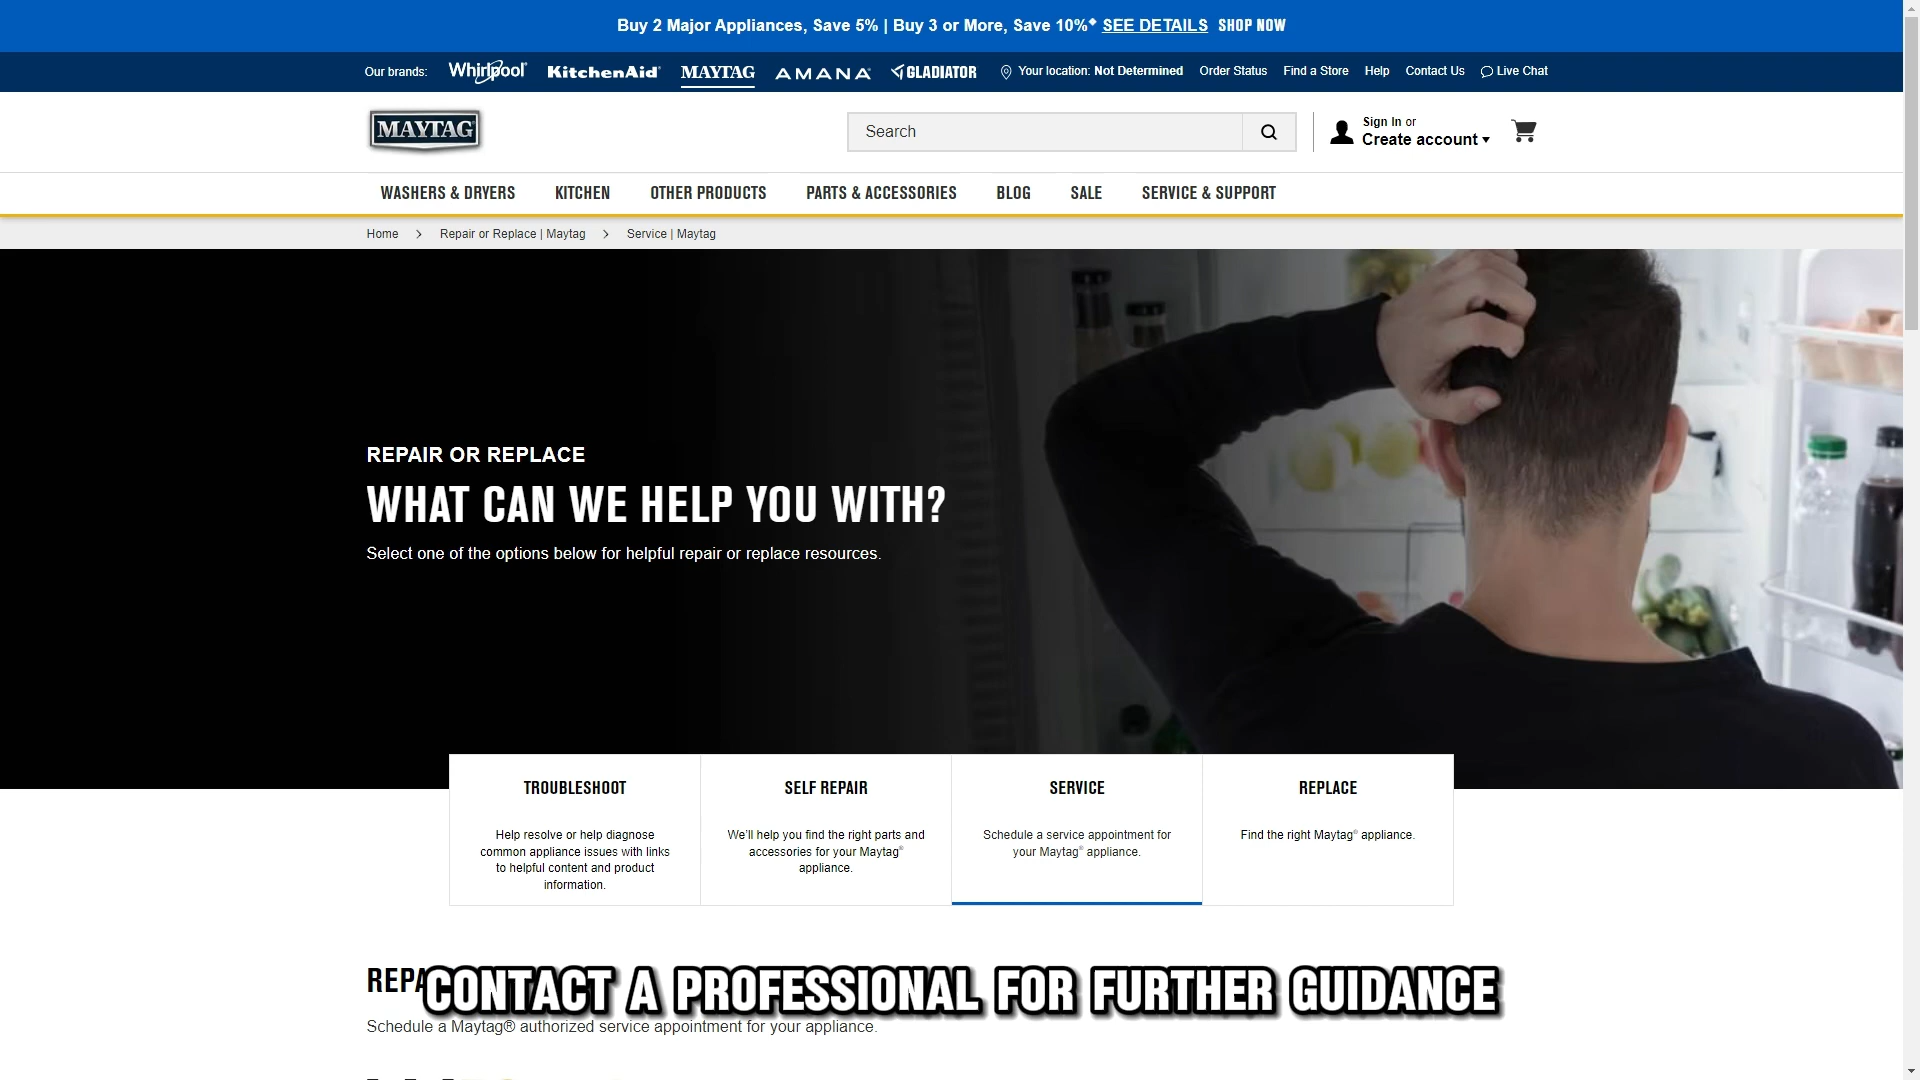 Buy 2 Major Appliances, Save 5% | Buy 3 or More, Save 10%◆ SEE DETAILS SHOP NOW
Our brands: Whirlpool KitchenAid MAYTAG AMANA GLADIATOR Your location: Not Determined Order Status Find a Store Help Contact Us Live Chat
MAYTAG
Search
Sign In or
Create account
WASHERS & DRYERS KITCHEN OTHER PRODUCTS PARTS & ACCESSORIES BLOG SALE SERVICE & SUPPORT
Home > Repair or Replace | Maytag > Service | Maytag
REPAIR OR REPLACE
WHAT CAN WE HELP YOU WITH?
Select one of the options below for helpful repair or replace resources.
TROUBLESHOOT
Help resolve or help diagnose
common appliance issues with links
to helpful content and product
information.
SELF REPAIR
We'll help you find the right parts and
accessories for your Maytag®
appliance.
SERVICE
Schedule a service appointment for
your Maytag® appliance.
REPLACE
Find the right Maytag® appliance.
CONTACT A PROFESSIONAL FOR FURTHER GUIDANCE
Schedule a Maytag® authorized service appointment for your appliance.